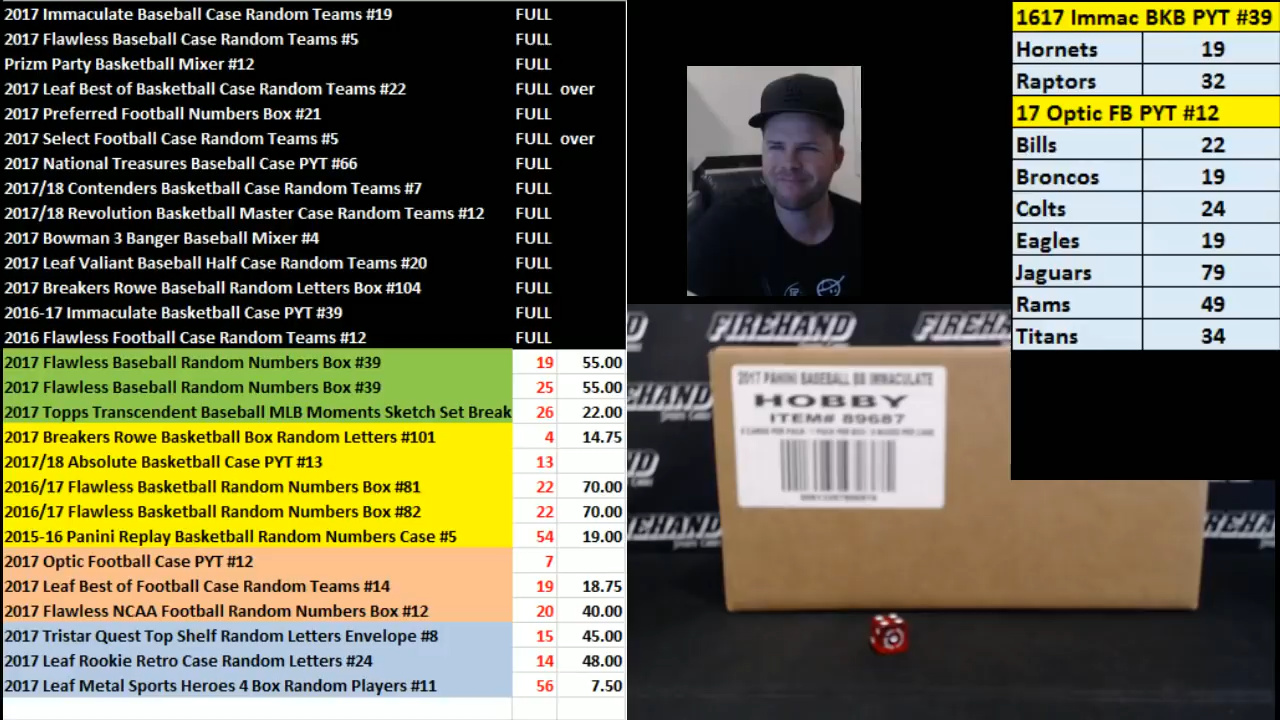 2017 Immaculate Baseball Case Random Teams #19 FULL
2017 Flawless Baseball Case Random Teams #5 FULL
Prizm Party Basketball Mixer #12 FULL
2017 Leaf Best of Basketball Case Random Teams #22 FULL over
2017 Preferred Football Numbers Box #21 FULL
2017 Select Football Case Random Teams #5 FULL over
2017 National Treasures Baseball Case PYT #66 FULL
2017/18 Contenders Basketball Case Random Teams #7 FULL
2017/18 Revolution Basketball Master Case Random Teams #12 FULL
2017 Bowman 3 Banger Baseball Mixer #4 FULL
2017 Leaf Valiant Baseball Half Case Random Teams #20 FULL
2017 Breakers Rowe Baseball Random Letters Box #104 FULL
2016-17 Immaculate Basketball Case PYT #39 FULL
2016 Flawless Football Case Random Teams #12 FULL
2017 Flawless Baseball Random Numbers Box #39 19 55.00
2017 Flawless Baseball Random Numbers Box #39 25 55.00
2017 Topps Transcendent Baseball MLB Moments Sketch Set Break 26 22.00
2017 Breakers Rowe Basketball Box Random Letters #101 4 14.75
2017/18 Absolute Basketball Case PYT #13 13
2016/17 Flawless Basketball Random Numbers Box #81 22 70.00
2016/17 Flawless Basketball Random Numbers Box #82 22 70.00
2015-16 Panini Replay Basketball Random Numbers Case #5 54 19.00
2017 Optic Football Case PYT #12 7
2017 Leaf Best of Football Case Random Teams #14 19 18.75
2017 Flawless NCAA Football Random Numbers Box #12 20 40.00
2017 Tristar Quest Top Shelf Random Letters Envelope #8 15 45.00
2017 Leaf Rookie Retro Case Random Letters #24 14 48.00
2017 Leaf Metal Sports Heroes 4 Box Random Players #11 56 7.50
1617 Immac BKB PYT #39
Hornets 19
Raptors 32
17 Optic FB PYT #12
Bills 22
Broncos 19
Colts 24
Eagles 19
Jaguars 79
Rams 49
Titans 34
FIREHAND
FIREHA
2017 PANINI BASEBALL BB IMMACULATE
HOBBY
ITEM# 89687